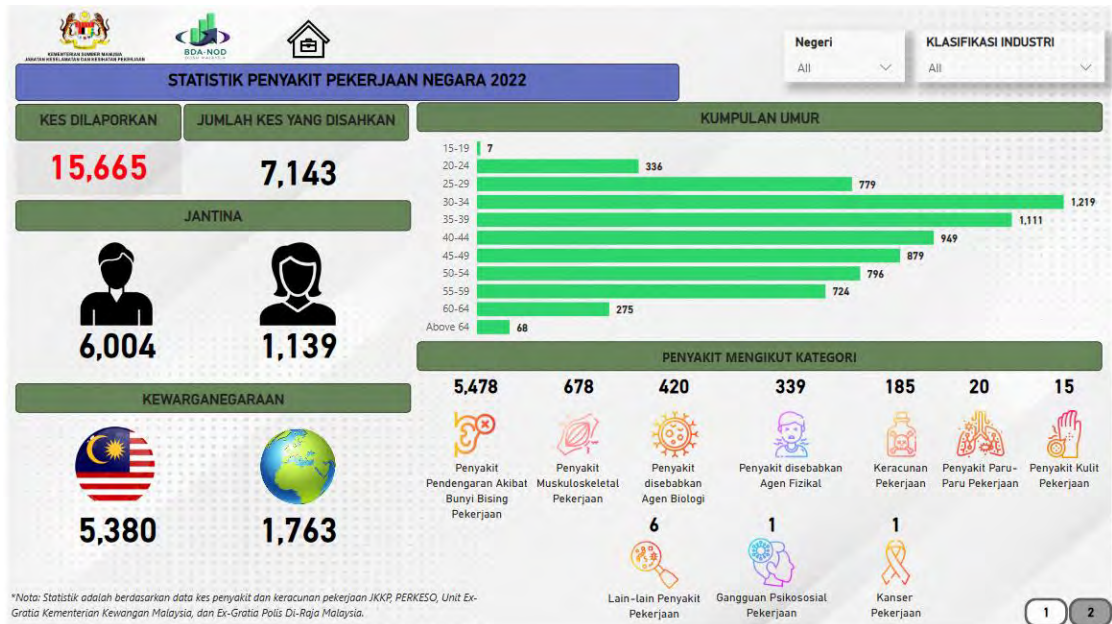 KEMENTERIAN SUMBER MANUSIA
JABATAN KESELAMATAN DAN KESIHATAN PEKERJAAN
BDA-NOD
Negeri
All
KLASIFIKASI INDUSTRI
All
STATISTIK PENYAKIT PEKERJAAN NEGARA 2022
KES DILAPORKAN
15,665
JUMLAH KES YANG DISAHKAN
7,143
JANTINA
6,004
1,139
KEWARGANEGARAAN
5,380
1,763
KUMPULAN UMUR
15-19 7
20-24 336
25-29 779
30-34 1,219
35-39 1,111
40-44 949
45-49 879
50-54 796
55-59 724
60-64 275
Above 64 68
PENYAKIT MENGIKUT KATEGORI
5,478
Penyakit
Pendengaran Akibat
Bunyi Bising
Pekerjaan
678
Penyakit
Muskuloskeletal
Pekerjaan
420
Penyakit
disebabkan
Agen Biologi
339
Penyakit disebabkan
Agen Fizikal
185
Keracunan
Pekerjaan
20
Penyakit Paru-
Paru Pekerjaan
15
Penyakit Kulit
Pekerjaan
6
Lain-lain Penyakit
Pekerjaan
1
Gangguan Psikososial
Pekerjaan
1
Kanser
Pekerjaan
*Nota: Statistik adalah berdasarkan data kes penyakit dan keracunan pekerjaan JKKP, PERKESO, Unit Ex-
Gratia Kementerian Kewangan Malaysia, dan Ex-Gratia Polis Di-Raja Malaysia.
1
2